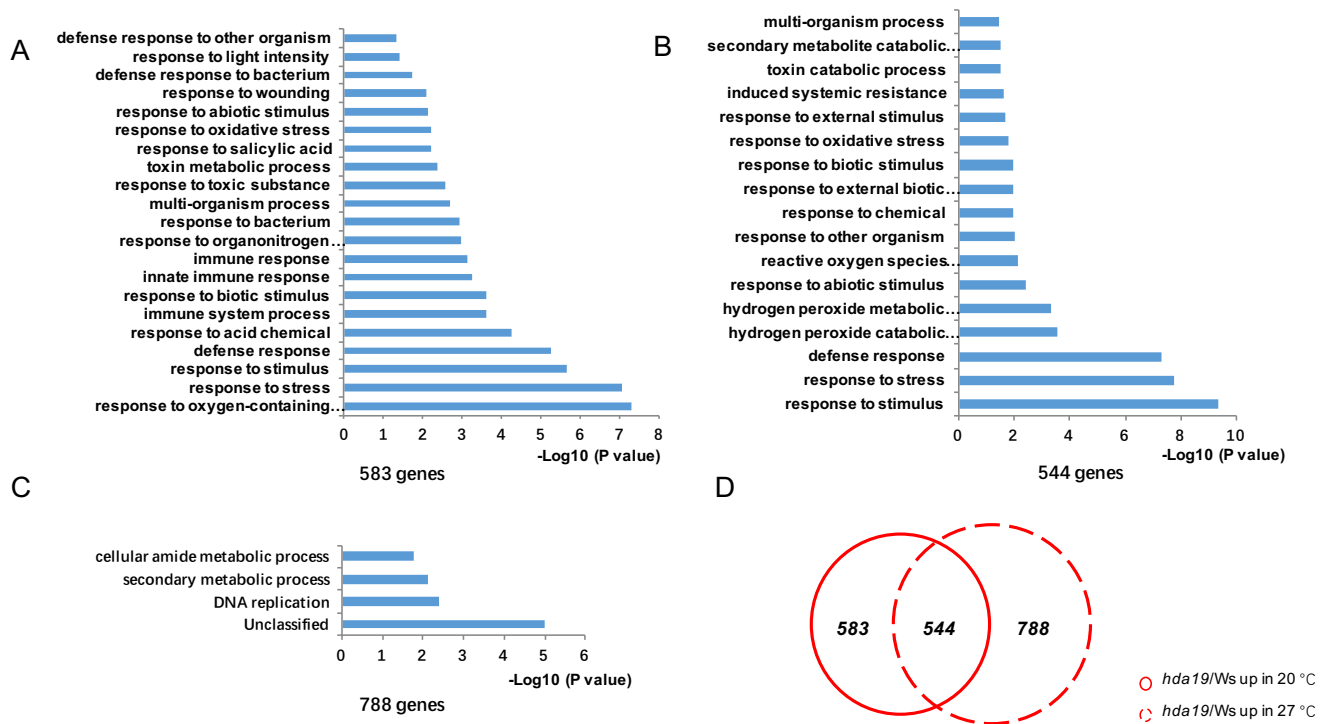 A
defense response to other organism
response to light intensity
defense response to bacterium
response to wounding
response to abiotic stimulus
response to oxidative stress
response to salicylic acid
toxin metabolic process
response to toxic substance
multi-organism process
response to bacterium
response to organonitrogen…
immune response
innate immune response
response to biotic stimulus
immune system process
response to acid chemical
defense response
response to stimulus
response to stress
response to oxygen-containing…
0 1 2 3 4 5 6 7 8
-Log10 (P value)
583 genes
B
multi-organism process
secondary metabolite catabolic…
toxin catabolic process
induced systemic resistance
response to external stimulus
response to oxidative stress
response to biotic stimulus
response to external biotic…
response to chemical
response to other organism
reactive oxygen species…
response to abiotic stimulus
hydrogen peroxide metabolic…
hydrogen peroxide catabolic…
defense response
response to stress
response to stimulus
0 2 4 6 8 10
-Log10 (P value)
544 genes
C
cellular amide metabolic process
secondary metabolic process
DNA replication
Unclassified
0 1 2 3 4 5 6
-Log10 (P value)
788 genes
D
583 544 788
hda19/Ws up in 20 °C
hda19/Ws up in 27 °C